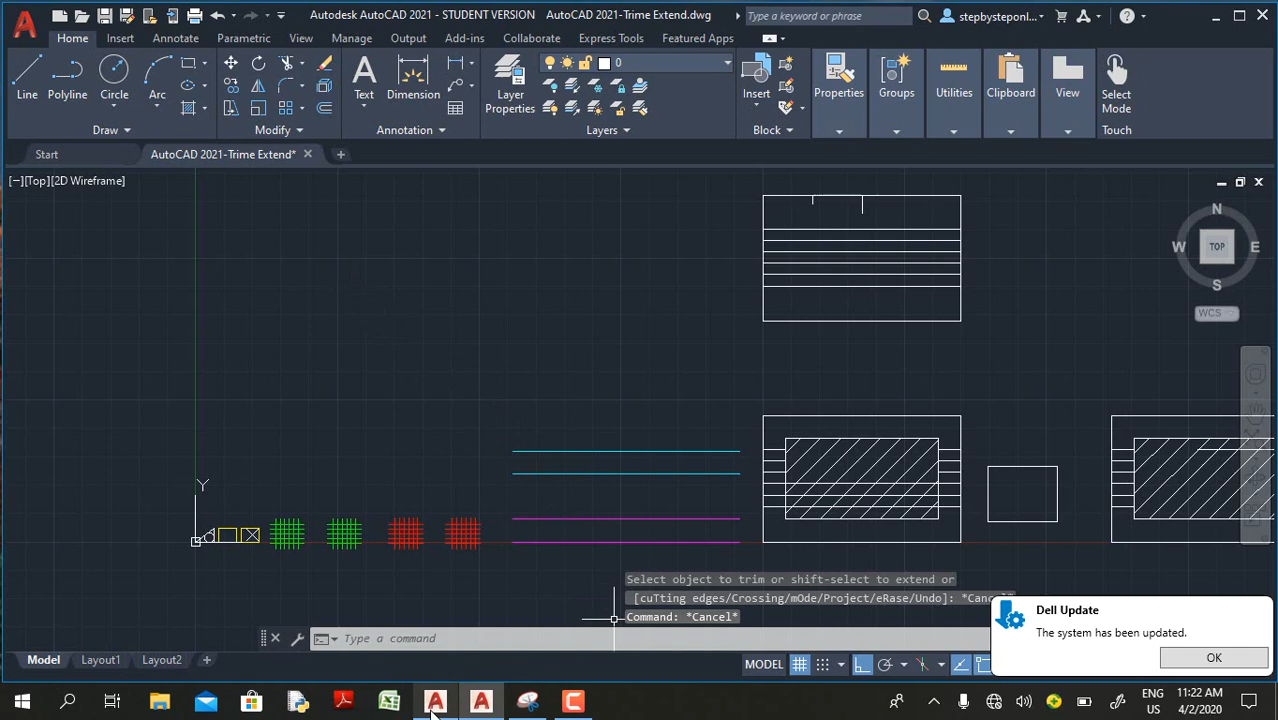 Autodesk AutoCAD 2021 - STUDENT VERSION AutoCAD 2021-Trime Extend.dwg Type a keyword or phrase stepbysteponl...
Home Insert Annotate Parametric View Manage Output Add-ins Collaborate Express Tools Featured Apps
0
Line Polyline Circle Arc Text Dimension Layer Properties Insert Properties Groups Utilities Clipboard View Select Mode
Draw Modify Annotation Layers Block Touch
Start AutoCAD 2021-Trime Extend*
[−][Top][2D Wireframe]
N
W TOP E
S
WCS
Y
Select object to trim or shift-select to extend or
[cuTting edges/Crossing/mOde/Project/eRase/Undo]: *Cancel*
Command: *Cancel*
Type a command
Dell Update
The system has been updated.
OK
Model Layout1 Layout2 MODEL
ENG
US
11:22 AM
4/2/2020